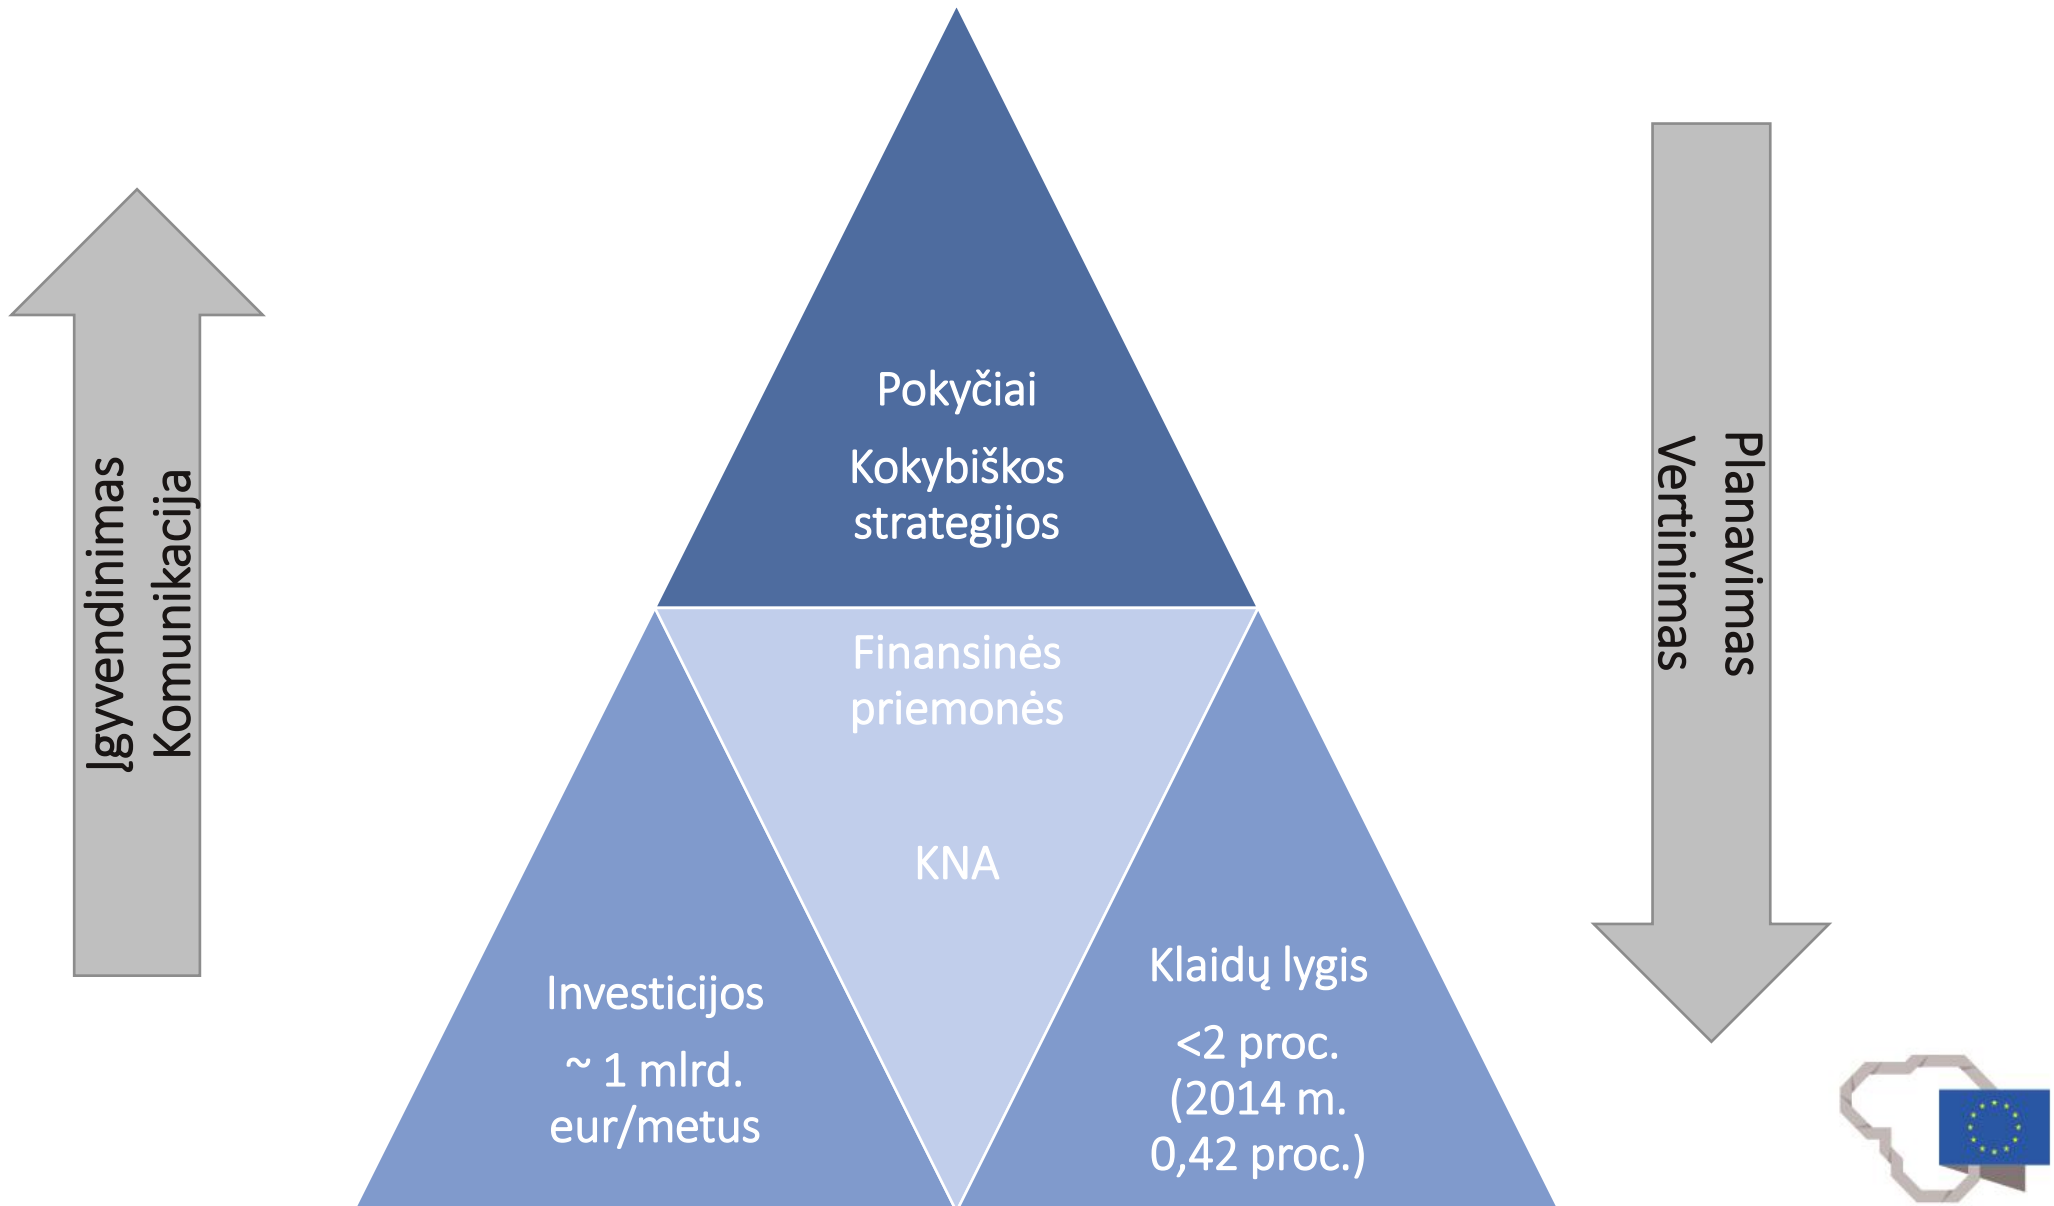 Įgyvendinimas
Komunikacija
Pokyčiai
Kokybiškos
strategijos
Finansinės
priemonės
KNA
Investicijos
~ 1 mlrd.
eur/metus
Klaidų lygis
<2 proc.
(2014 m.
0,42 proc.)
Planavimas
Vertinimas